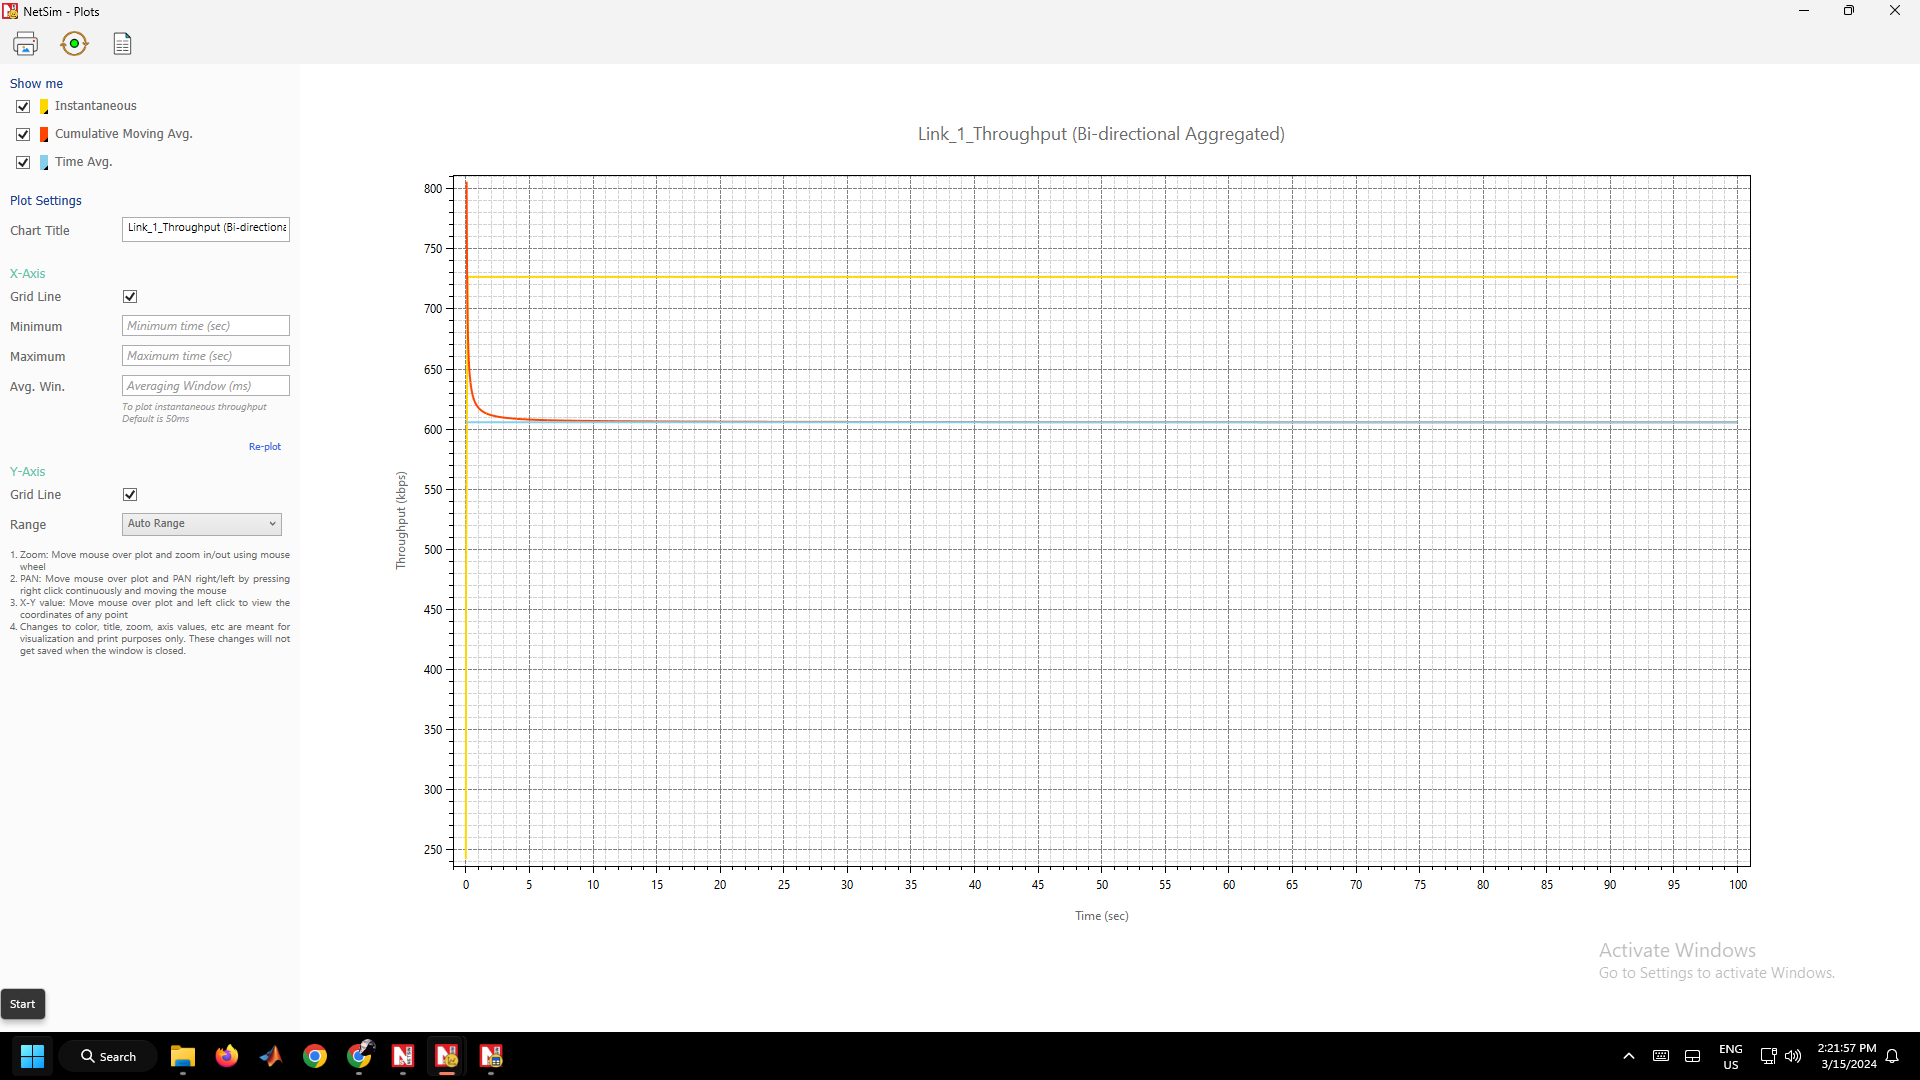 NetSim - Plots
Show me
Instantaneous
Cumulative Moving Avg.
Time Avg.
Plot Settings
Chart Title
Link_1_Throughput (Bi-directiona
X-Axis
Grid Line
Minimum
Minimum time (sec)
Maximum
Maximum time (sec)
Avg. Win.
Averaging Window (ms)
To plot instantaneous throughput
Default is 50ms
Re-plot
Y-Axis
Grid Line
Range
Auto Range
1. Zoom: Move mouse over plot and zoom in/out using mouse
wheel
2. PAN: Move mouse over plot and PAN right/left by pressing
right click continuously and moving the mouse
3. X-Y value: Move mouse over plot and left click to view the
coordinates of any point
4. Changes to color, title, zoom, axis values, etc are meant for
visualization and print purposes only. These changes will not
get saved when the window is closed.
Link_1_Throughput (Bi-directional Aggregated)
Throughput (kbps)
800
750
700
650
600
550
500
450
400
350
300
250
0 5 10 15 20 25 30 35 40 45 50 55 60 65 70 75 80 85 90 95 100
Time (sec)
Activate Windows
Go to Settings to activate Windows.
Start
Search
ENG
US
2:21:57 PM
3/15/2024